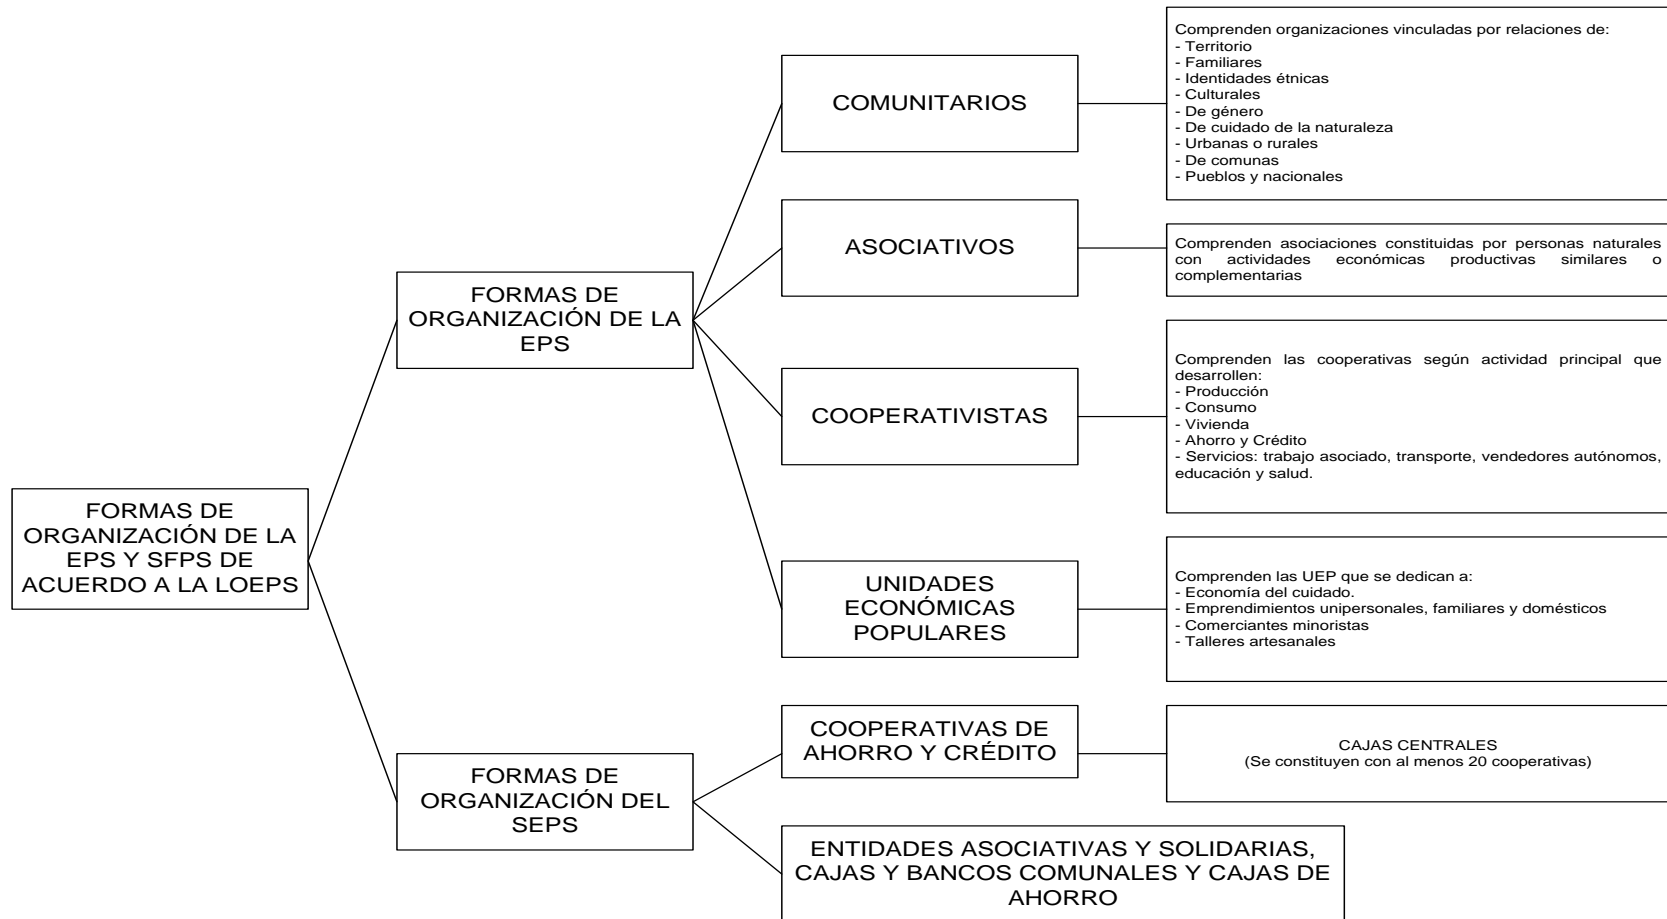 FORMAS DE
ORGANIZACIÓN DE LA
EPS Y SFPS DE
ACUERDO A LA LOEPS
FORMAS DE
ORGANIZACIÓN DE LA
EPS
COMUNITARIOS
Comprenden organizaciones vinculadas por relaciones de:
- Territorio
- Familiares
- Identidades étnicas
- Culturales
- De género
- De cuidado de la naturaleza
- Urbanas o rurales
- De comunas
- Pueblos y nacionales
ASOCIATIVOS
Comprenden asociaciones constituidas por personas naturales
con actividades económicas productivas similares o
complementarias
COOPERATIVISTAS
Comprenden las cooperativas según actividad principal que
desarrollen:
- Producción
- Consumo
- Vivienda
- Ahorro y Crédito
- Servicios: trabajo asociado, transporte, vendedores autónomos,
educación y salud.
UNIDADES
ECONÓMICAS
POPULARES
Comprenden las UEP que se dedican a:
- Economía del cuidado.
- Emprendimientos unipersonales, familiares y domésticos
- Comerciantes minoristas
- Talleres artesanales
FORMAS DE
ORGANIZACIÓN DEL
SEPS
COOPERATIVAS DE
AHORRO Y CRÉDITO
CAJAS CENTRALES
(Se constituyen con al menos 20 cooperativas)
ENTIDADES ASOCIATIVAS Y SOLIDARIAS,
CAJAS Y BANCOS COMUNALES Y CAJAS DE
AHORRO